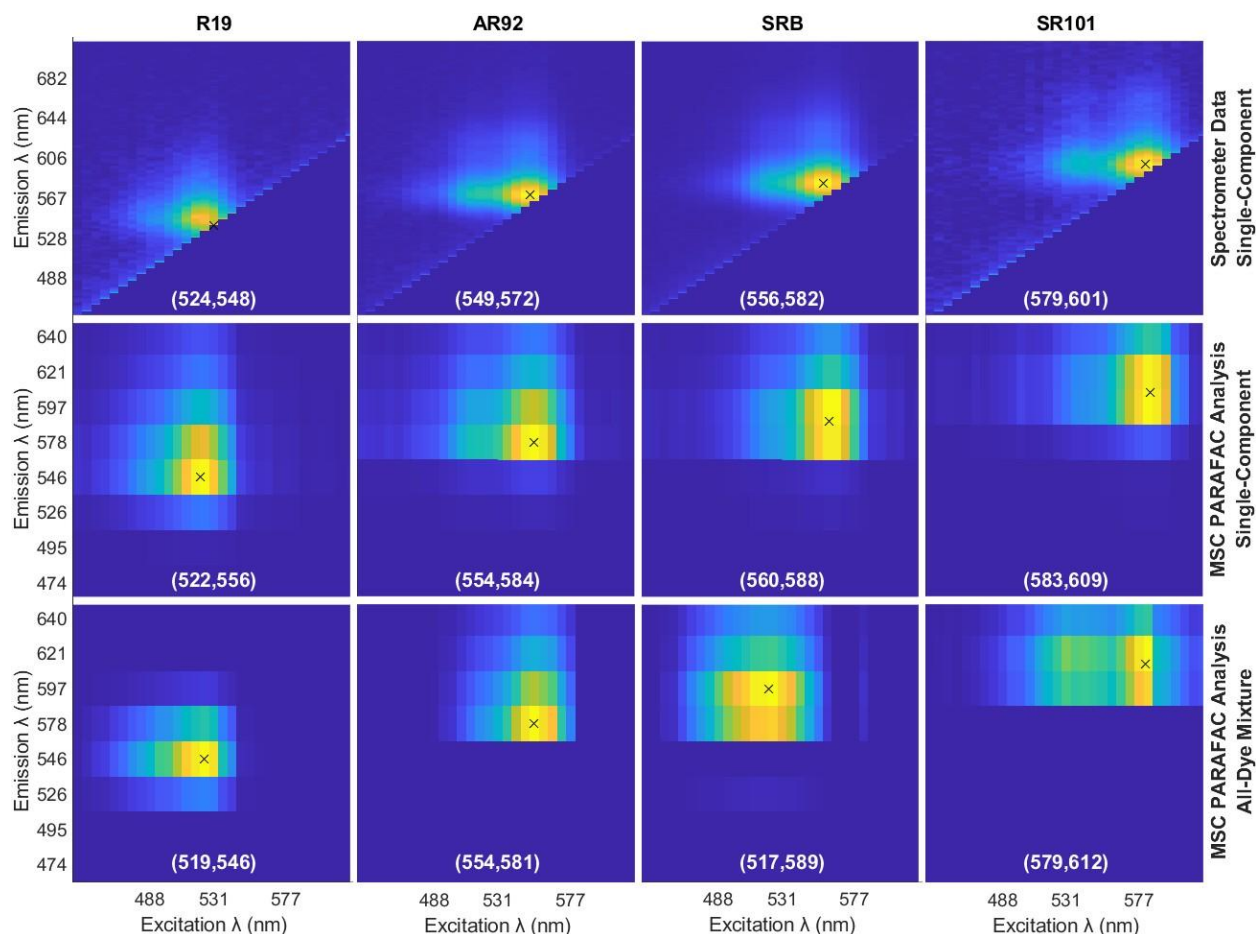 R19 AR92 SRB SR101
682
644
606
567
528
488
Emission λ (nm)
(524,548) (549,572) (556,582) (579,601)
Spectrometer Data
Single-Component
640
621
597
578
546
526
495
474
Emission λ (nm)
(522,556) (554,584) (560,588) (583,609)
MSC PARAFAC Analysis
Single-Component
640
621
597
578
546
526
495
474
Emission λ (nm)
(519,546) (554,581) (517,589) (579,612)
MSC PARAFAC Analysis
All-Dye Mixture
488 531 577 488 531 577 488 531 577 488 531 577
Excitation λ (nm) Excitation λ (nm) Excitation λ (nm) Excitation λ (nm)